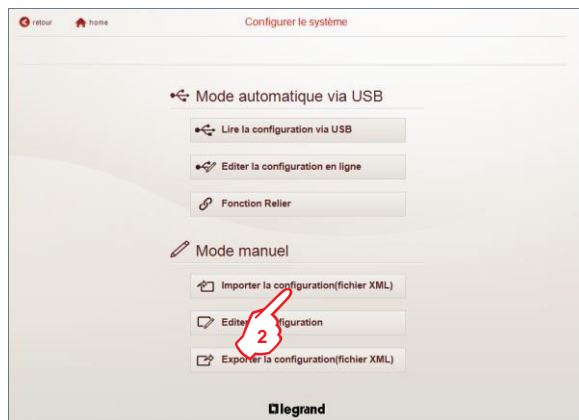 retour home Configurer le système
Mode automatique via USB
Lire la configuration via USB
Editer la configuration en ligne
Fonction Relier
Mode manuel
Importer la configuration(fichier XML)
Editer figuration
2
Exporter la configuration(fichier XML)
legrand